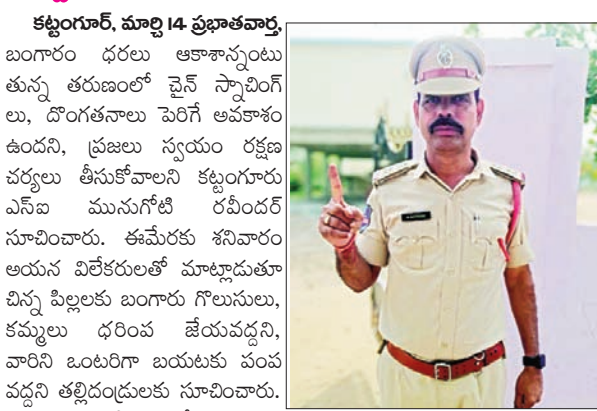 కట్టంగూర్, మార్చి 14 ప్రభాతవార్త,
బంగారం ధరలు ఆకాశాన్నంటు
తున్న తరుణంలో చైన్ స్నాచింగ్
లు, దొంగతనాలు పెరిగే అవకాశం
ఉందని, ప్రజలు స్వయం రక్షణ
చర్యలు తీసుకోవాలని కట్టంగూరు
ఎస్ఐ మునుగోటి రవీందర్
సూచించారు. ఈమేరకు శనివారం
అయన విలేకరులతో మాట్లాడుతూ
చిన్న పిల్లలకు బంగారు గొలుసులు,
కమ్మలు ధరింప జేయవద్దని,
వారిని ఒంటరిగా బయటకు పంప
వద్దని తల్లిదండ్రులకు సూచించారు.